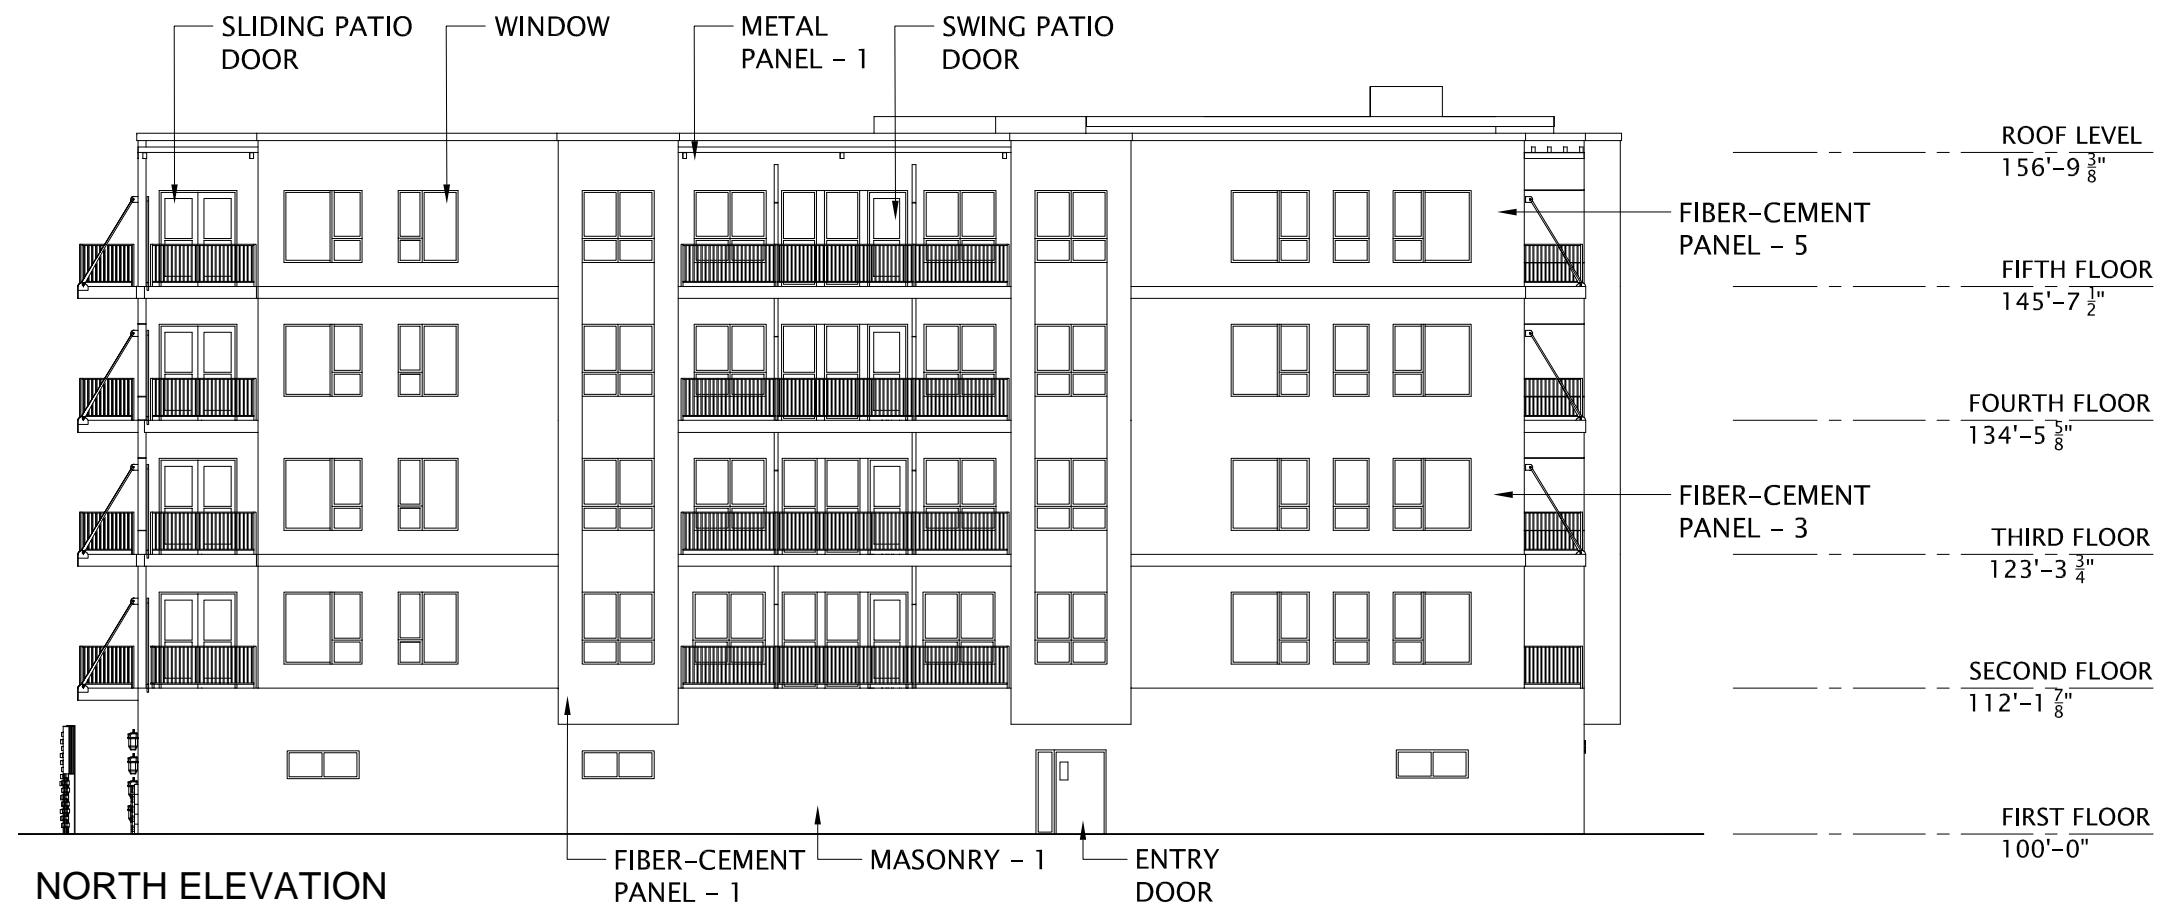 SLIDING PATIO
DOOR
WINDOW
METAL
PANEL – 1
SWING PATIO
DOOR
ROOF LEVEL
156'–9 3/8"
FIBER–CEMENT
PANEL – 5
FIFTH FLOOR
145'–7 1/2"
FOURTH FLOOR
134'–5 5/8"
FIBER–CEMENT
PANEL – 3
THIRD FLOOR
123'–3 3/4"
SECOND FLOOR
112'–1 7/8"
FIRST FLOOR
100'–0"
FIBER–CEMENT
PANEL – 1
MASONRY – 1
ENTRY
DOOR
NORTH ELEVATION